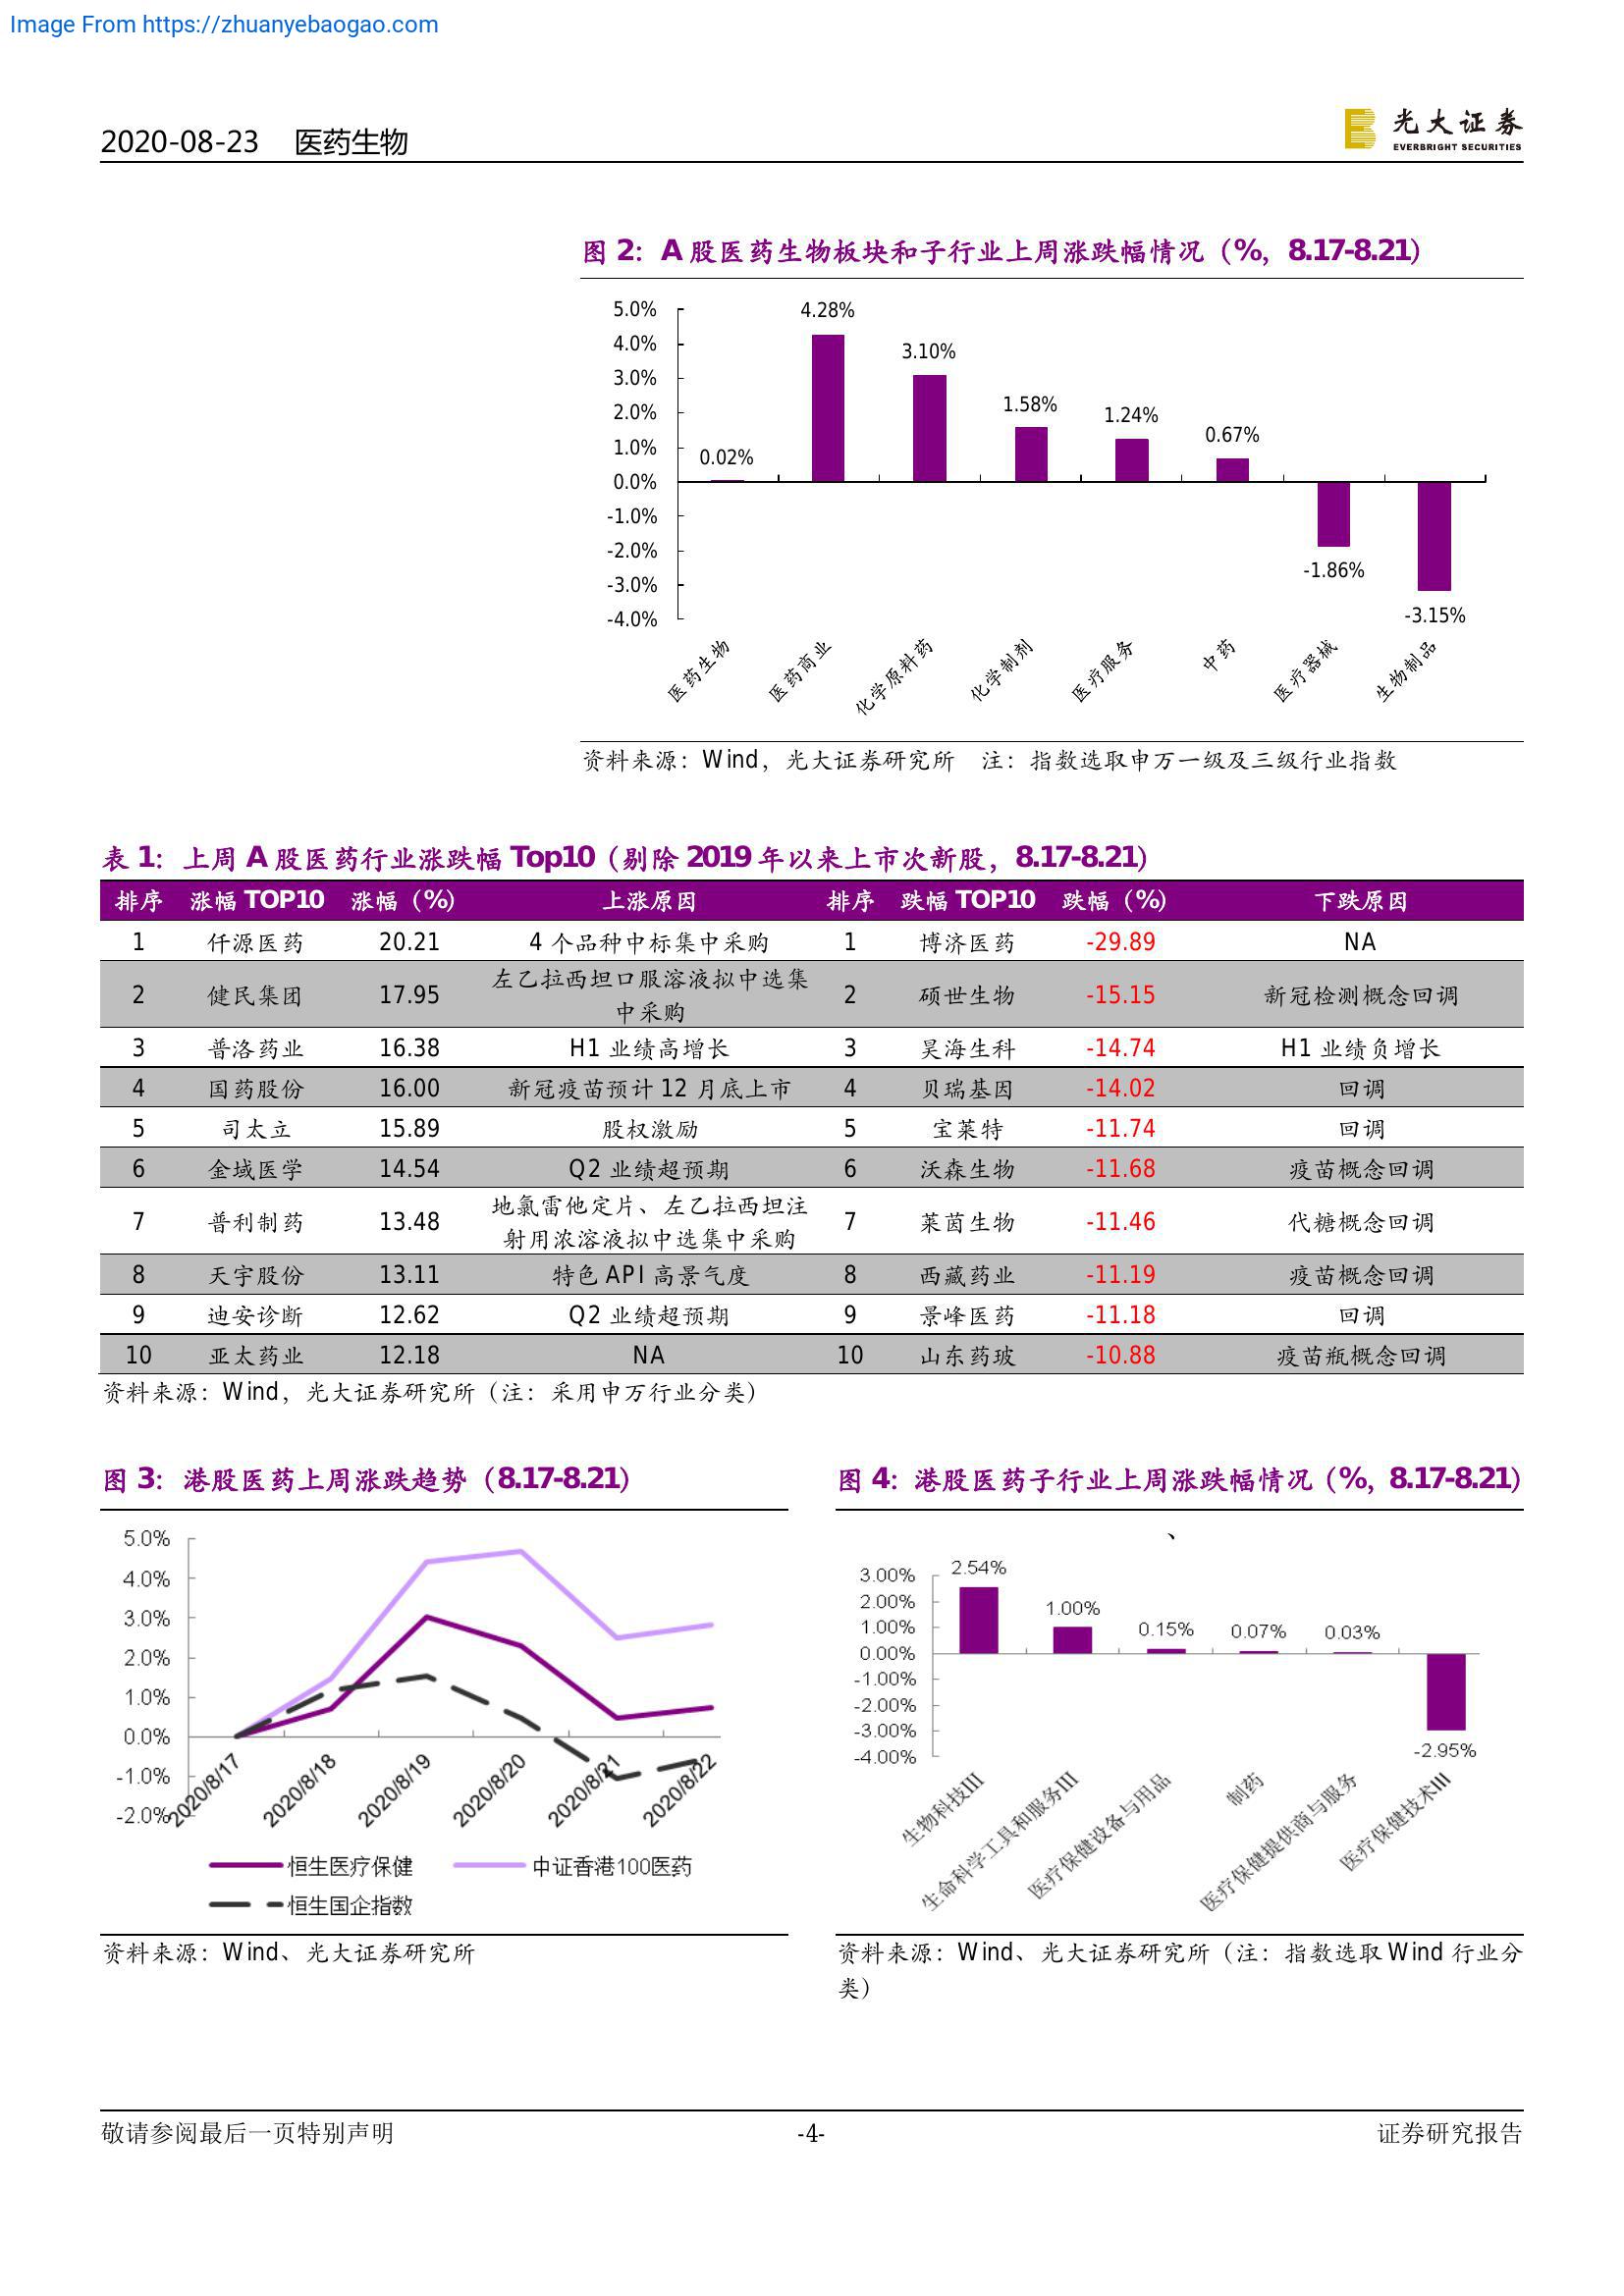 Image From https://zhuanyebaogao.com
2020-08-23 医药生物
光大证券
EVERBRIGHT SECURITIES
图 2：A 股医药生物板块和子行业上周涨跌幅情况（%，8.17-8.21）
5.0%
4.0%
3.0%
2.0%
1.0%
0.0%
-1.0%
-2.0%
-3.0%
-4.0%
0.02%
4.28%
3.10%
1.58%
1.24%
0.67%
-1.86%
-3.15%
医药生物
医药商业
化学原料药
化学制剂
医疗服务
中药
医疗器械
生物制品
资料来源：Wind，光大证券研究所 注：指数选取申万一级及三级行业指数
表 1：上周 A 股医药行业涨跌幅 Top10（剔除 2019 年以来上市次新股，8.17-8.21）
排序 涨幅 TOP10 涨幅（%） 上涨原因 排序 跌幅 TOP10 跌幅（%） 下跌原因
1 仟源医药 20.21 4 个品种中标集中采购 1 博济医药 -29.89 NA
2 健民集团 17.95 左乙拉西坦口服溶液拟中选集
中采购 2 硕世生物 -15.15 新冠检测概念回调
3 普洛药业 16.38 H1 业绩高增长 3 昊海生科 -14.74 H1 业绩负增长
4 国药股份 16.00 新冠疫苗预计 12 月底上市 4 贝瑞基因 -14.02 回调
5 司太立 15.89 股权激励 5 宝莱特 -11.74 回调
6 金域医学 14.54 Q2 业绩超预期 6 沃森生物 -11.68 疫苗概念回调
7 普利制药 13.48 地氯雷他定片、左乙拉西坦注
射用浓溶液拟中选集中采购 7 莱茵生物 -11.46 代糖概念回调
8 天宇股份 13.11 特色 API 高景气度 8 西藏药业 -11.19 疫苗概念回调
9 迪安诊断 12.62 Q2 业绩超预期 9 景峰医药 -11.18 回调
10 亚太药业 12.18 NA 10 山东药玻 -10.88 疫苗瓶概念回调
资料来源：Wind，光大证券研究所（注：采用申万行业分类）
图 3：港股医药上周涨跌趋势（8.17-8.21）
5.0%
4.0%
3.0%
2.0%
1.0%
0.0%
-1.0%
-2.0%
2020/8/17
2020/8/18
2020/8/19
2020/8/20
2020/8/21
2020/8/22
恒生医疗保健
中证香港100医药
恒生国企指数
资料来源：Wind、光大证券研究所
图 4：港股医药子行业上周涨跌幅情况（%，8.17-8.21）
、
3.00%
2.00%
1.00%
0.00%
-1.00%
-2.00%
-3.00%
-4.00%
2.54%
1.00%
0.15%
0.07%
0.03%
-2.95%
生物科技III
生命科学工具和服务III
医疗保健设备与用品
制药
医疗保健提供商与服务
医疗保健技术III
资料来源：Wind、光大证券研究所（注：指数选取 Wind 行业分
类）
敬请参阅最后一页特别声明
-4-
证券研究报告